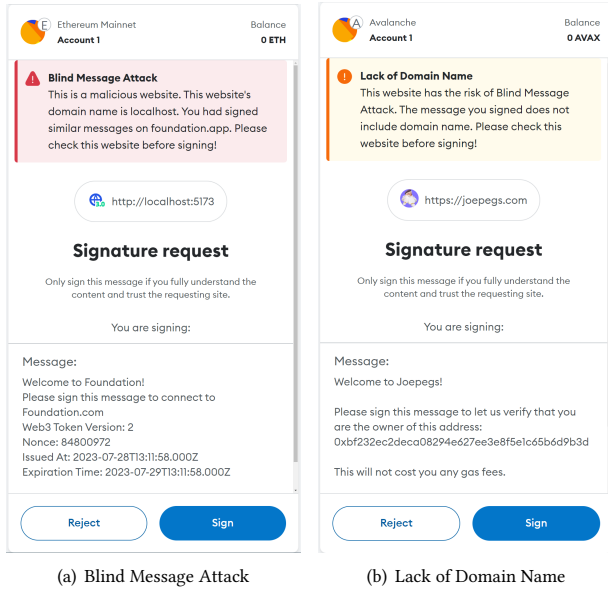 E Ethereum Mainnet
Account 1
Balance
0 ETH
Blind Message Attack
This is a malicious website. This website's
domain name is localhost. You had signed
similar messages on foundation.app. Please
check this website before signing!
3.0
http://localhost:5173
Signature request
Only sign this message if you fully understand the
content and trust the requesting site.
You are signing:
Message:
Welcome to Foundation!
Please sign this message to connect to
Foundation.com
Web3 Token Version: 2
Nonce: 84800972
Issued At: 2023-07-28T13:11:58.000Z
Expiration Time: 2023-07-29T13:11:58.000Z
Reject
Sign
(a) Blind Message Attack
A Avalanche
Account 1
Balance
0 AVAX
Lack of Domain Name
This website has the risk of Blind Message
Attack. The message you signed does not
include domain name. Please check this
website before signing!
https://joepegs.com
Signature request
Only sign this message if you fully understand the
content and trust the requesting site.
You are signing:
Message:
Welcome to Joepegs!
Please sign this message to let us verify that you
are the owner of this address:
0xbf232ec2deca08294e627ee3e8f5e1c65b6d9b3d
This will not cost you any gas fees.
Reject
Sign
(b) Lack of Domain Name